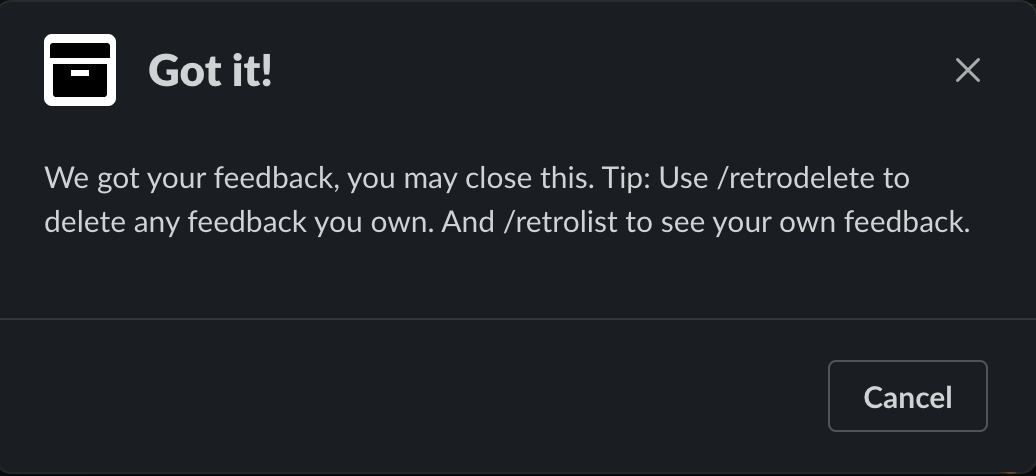 Got it!
We got your feedback, you may close this. Tip: Use /retrodelete to
delete any feedback you own. And /retrolist to see your own feedback.
Cancel